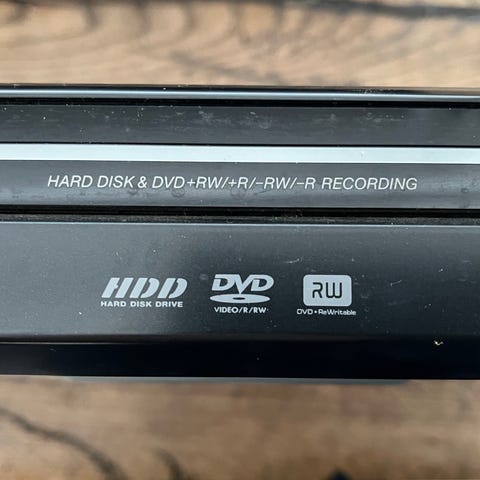 HARD DISK & DVD+RW/+R/-RW/-R RECORDING
HDD DVD RW
HARD DISK DRIVE VIDEO/R/RW DVD+ReWritable